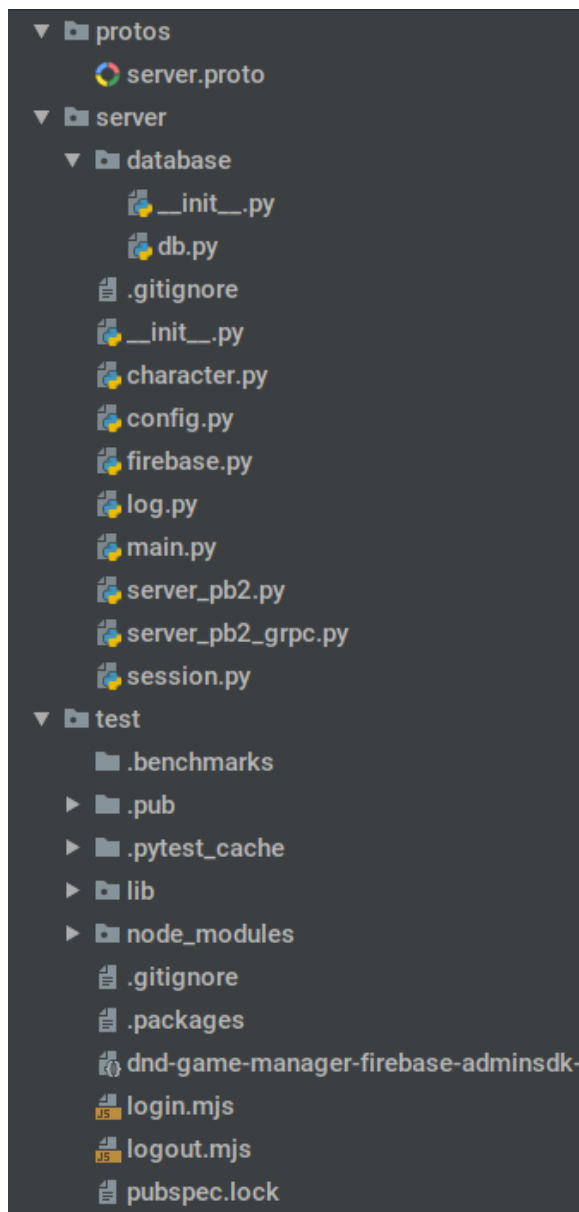 protos
server.proto
server
database
__init__.py
db.py
.gitignore
__init__.py
character.py
config.py
firebase.py
log.py
main.py
server_pb2.py
server_pb2_grpc.py
session.py
test
.benchmarks
.pub
.pytest_cache
lib
node_modules
.gitignore
.packages
dnd-game-manager-firebase-adminsdk-
login.mjs
logout.mjs
pubspec.lock